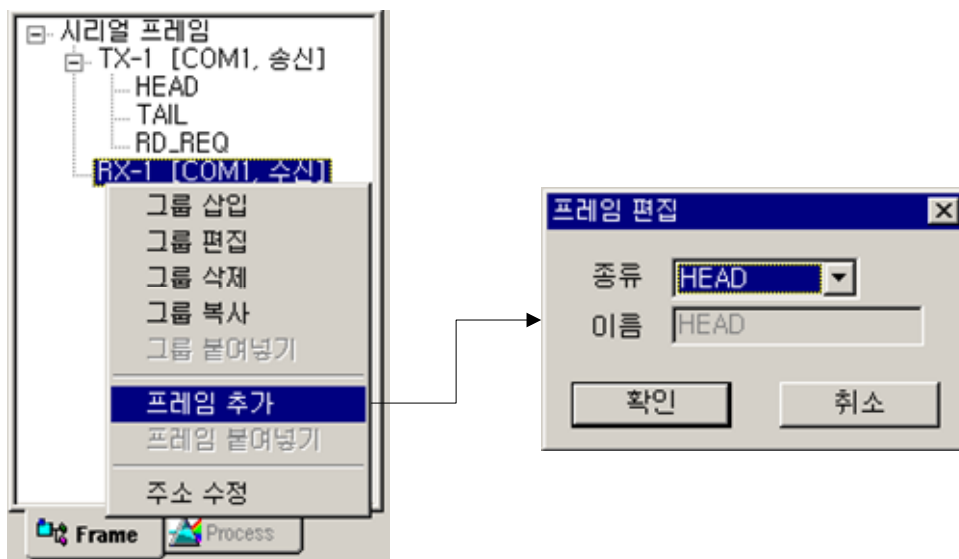 시리얼 프레임
TX-1 [COM1, 송신]
HEAD
TAIL
RD_REQ
RX-1 [COM1, 수신]
그룹 삽입
그룹 편집
그룹 삭제
그룹 복사
그룹 붙여넣기
프레임 추가
프레임 붙여넣기
주소 수정
Frame
Process
프레임 편집
종류 HEAD
이름 HEAD
확인 취소